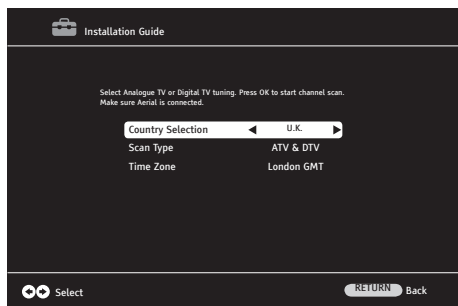 Installation Guide
Select Analogue TV or Digital TV tuning. Press OK to start channel scan.
Make sure Aerial is connected.
Country Selection U.K.
Scan Type ATV & DTV
Time Zone London GMT
Select RETURN Back